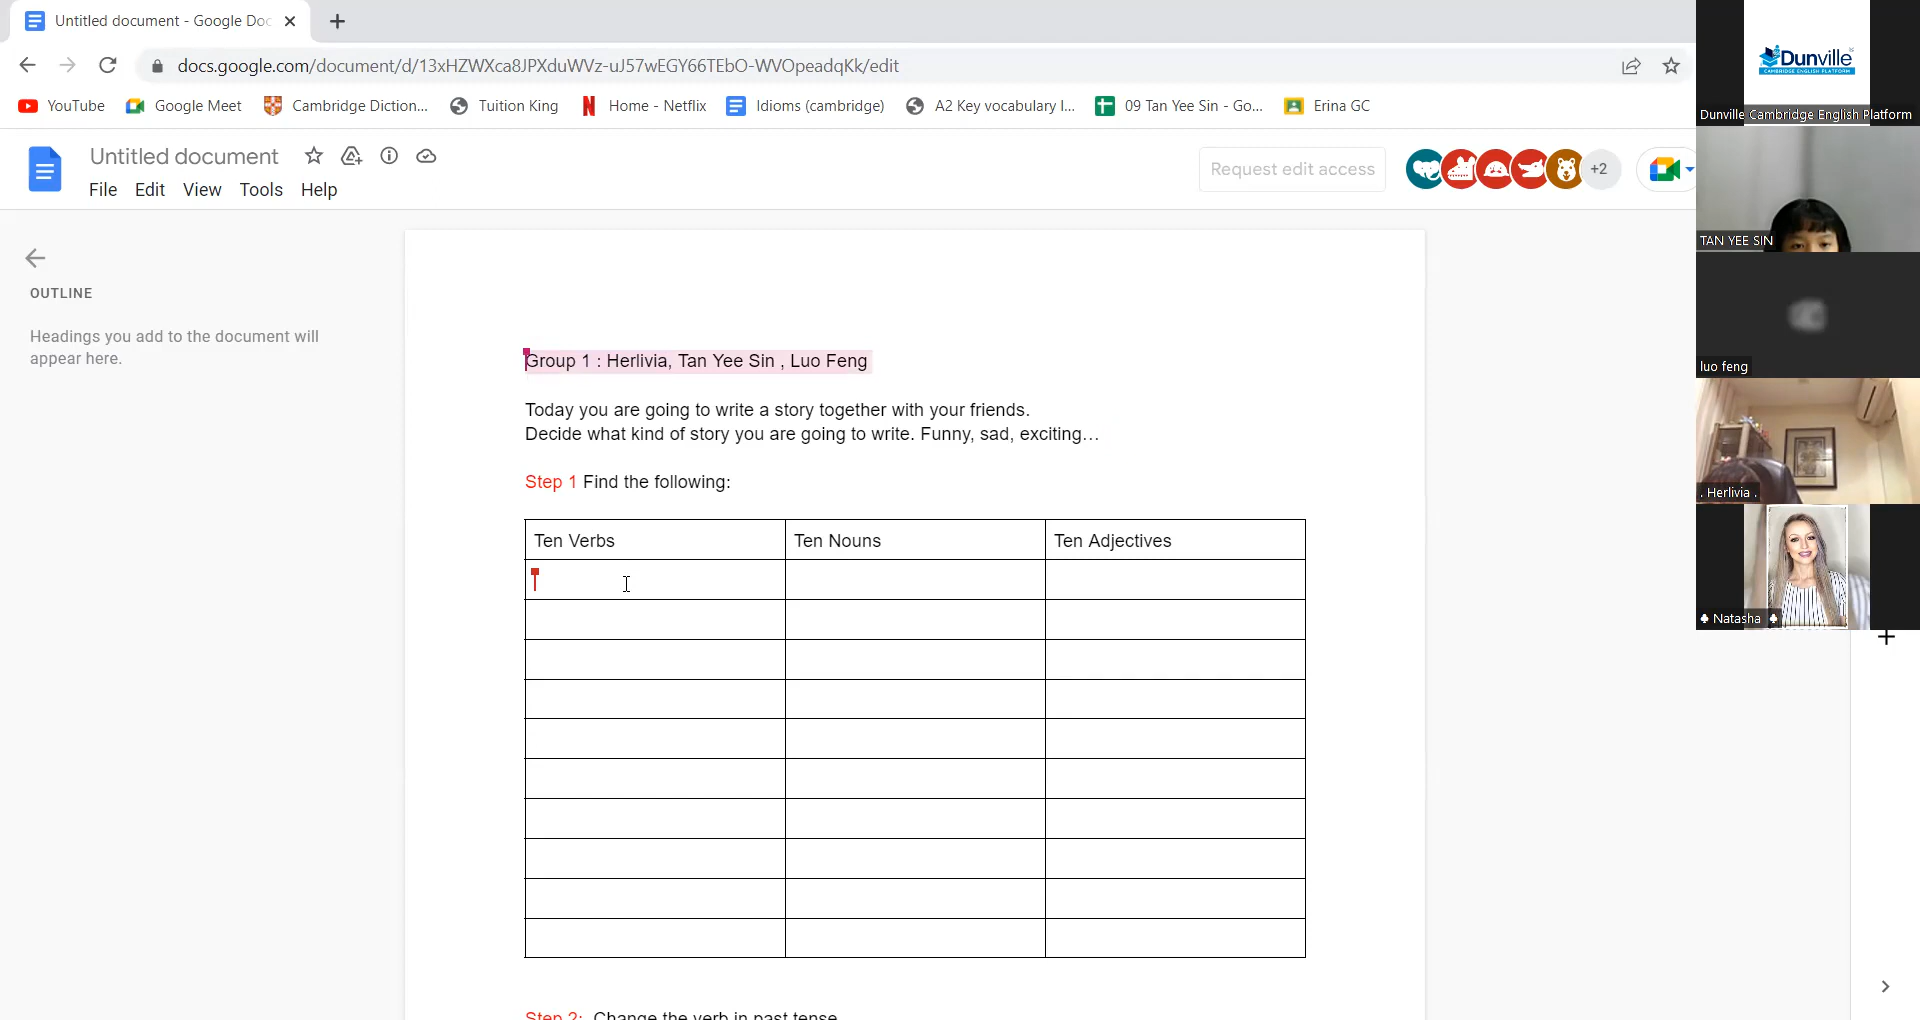 Untitled document - Google Doc
docs.google.com/document/d/13xHZWXca8JPXduWVz-uJ57wEGY66TEbO-WVOpeadqKk/edit
YouTube
Google Meet
Cambridge Diction...
Tuition King
Home - Netflix
Idioms (cambridge)
A2 Key vocabulary l...
09 Tan Yee Sin - Go...
Erina GC
Untitled document
File Edit View Tools Help
Request edit access
+2
OUTLINE
Headings you add to the document will
appear here.
Group 1 : Herlivia, Tan Yee Sin , Luo Feng
Today you are going to write a story together with your friends.
Decide what kind of story you are going to write. Funny, sad, exciting…
Step 1 Find the following:
Ten Verbs
Ten Nouns
Ten Adjectives
Step 2: Change the verb in past tense
Dunville
CAMBRIDGE ENGLISH PLATFORM
Dunville Cambridge English Platform
TAN YEE SIN
luo feng
. Herlivia .
♠ Natasha ♠